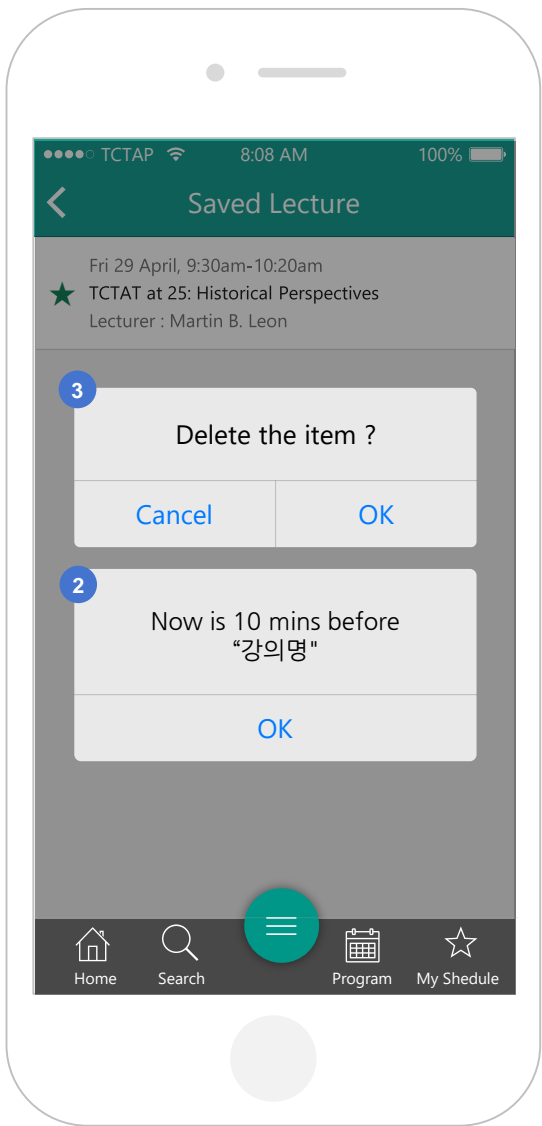 TCTAP 8:08 AM 100%
Saved Lecture
Fri 29 April, 9:30am-10:20am
TCTAT at 25: Historical Perspectives
Lecturer : Martin B. Leon
3
Delete the item ?
Cancel OK
2
Now is 10 mins before
“강의명"
OK
Home Search Program My Shedule